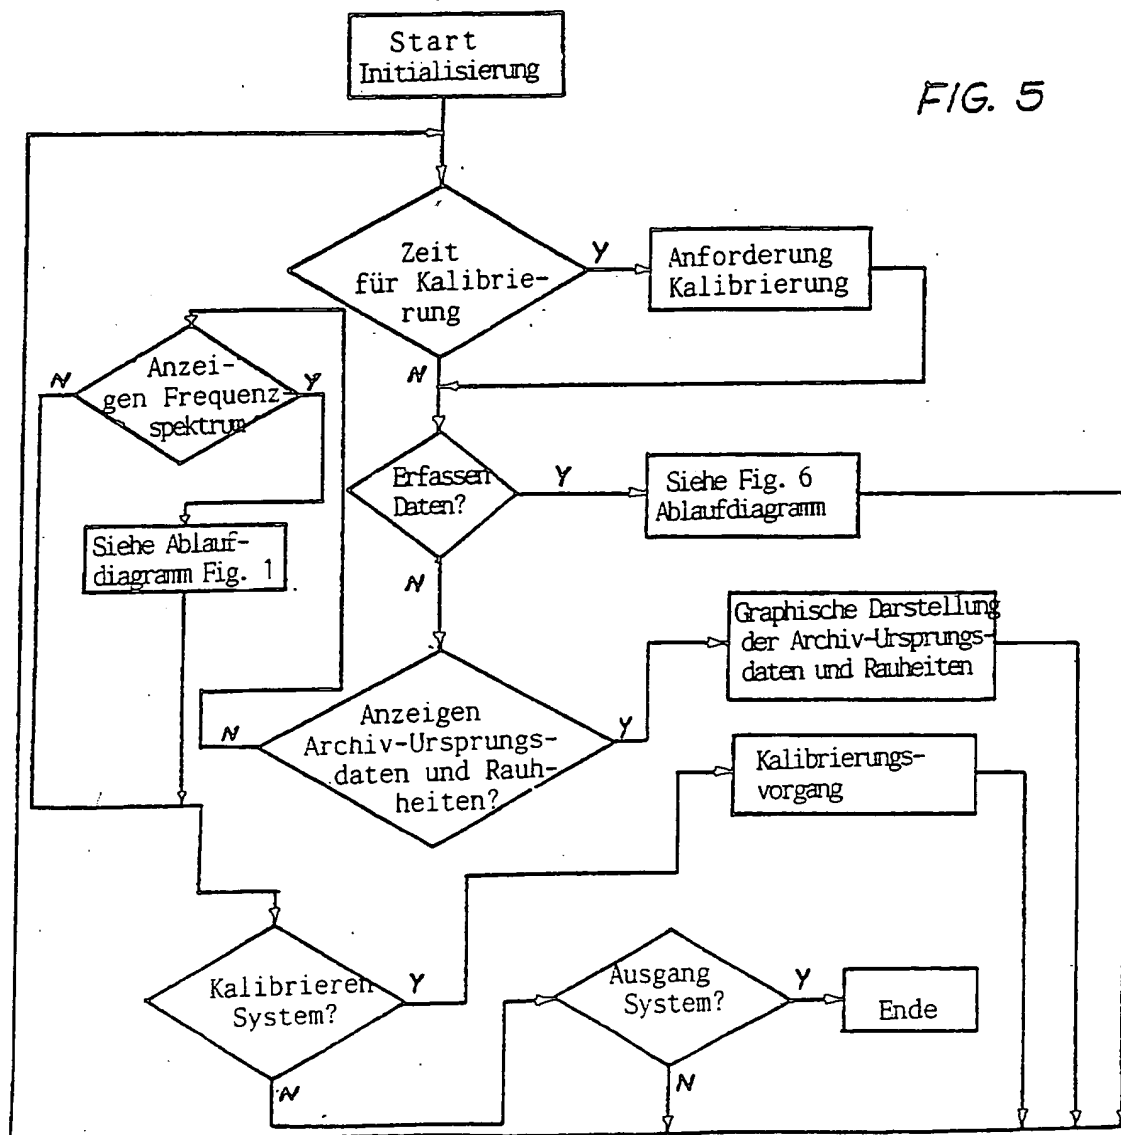 Start
Initialisierung
FIG. 5
Zeit
für Kalibrie-
rung
Y
Anforderung
Kalibrierung
N
Anzei-
gen Frequenz-
spektrum
N
Y
Erfassen
Daten?
Y
Siehe Fig. 6
Ablaufdiagramm
N
Siehe Ablauf-
diagramm Fig. 1
Graphische Darstellung
der Archiv-Ursprungs-
daten und Rauheiten
Anzeigen
Archiv-Ursprungs-
daten und Rauh-
heiten?
N
Y
Kalibrierungs-
vorgang
Kalibrieren
System?
Y
N
Ausgang
System?
Y
N
Ende